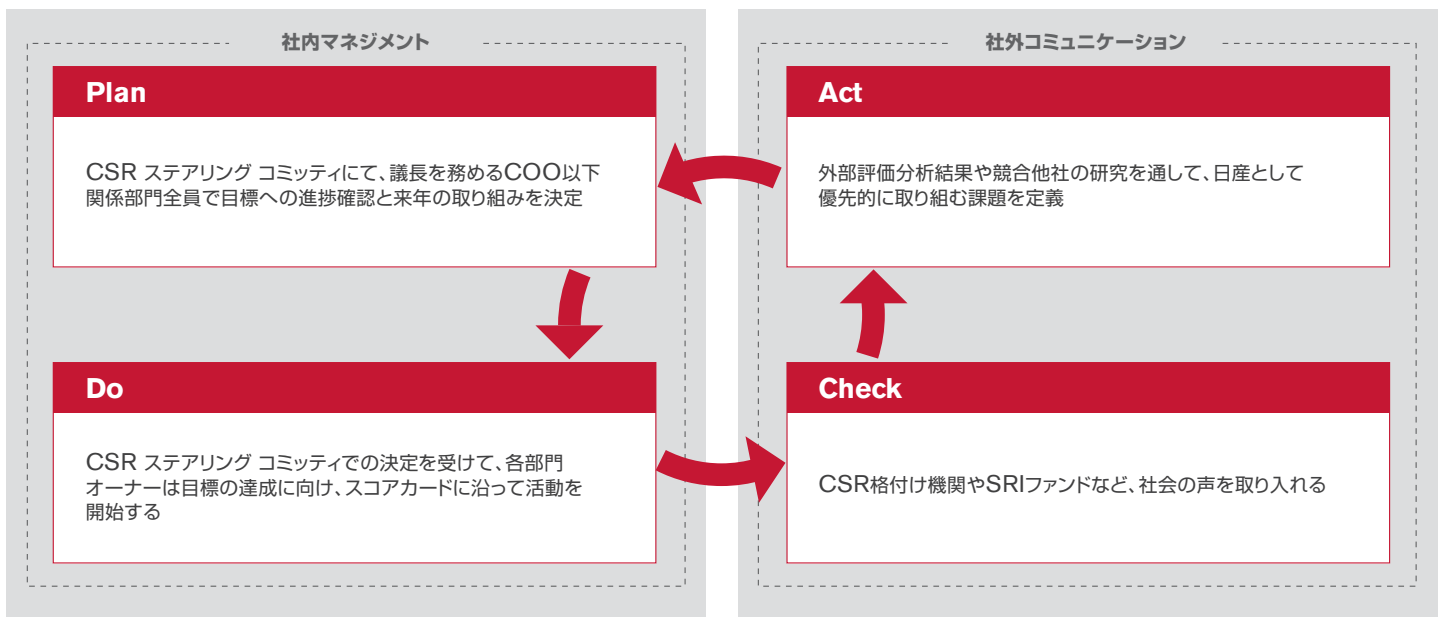 社内マネジメント
Plan
CSR ステアリング コミッティにて、議長を務めるCOO以下
関係部門全員で目標への進捗確認と来年の取り組みを決定
Do
CSR ステアリング コミッティでの決定を受けて、各部門
オーナーは目標の達成に向け、スコアカードに沿って活動を
開始する
社外コミュニケーション
Act
外部評価分析結果や競合他社の研究を通して、日産として
優先的に取り組む課題を定義
Check
CSR格付け機関やSRIファンドなど、社会の声を取り入れる